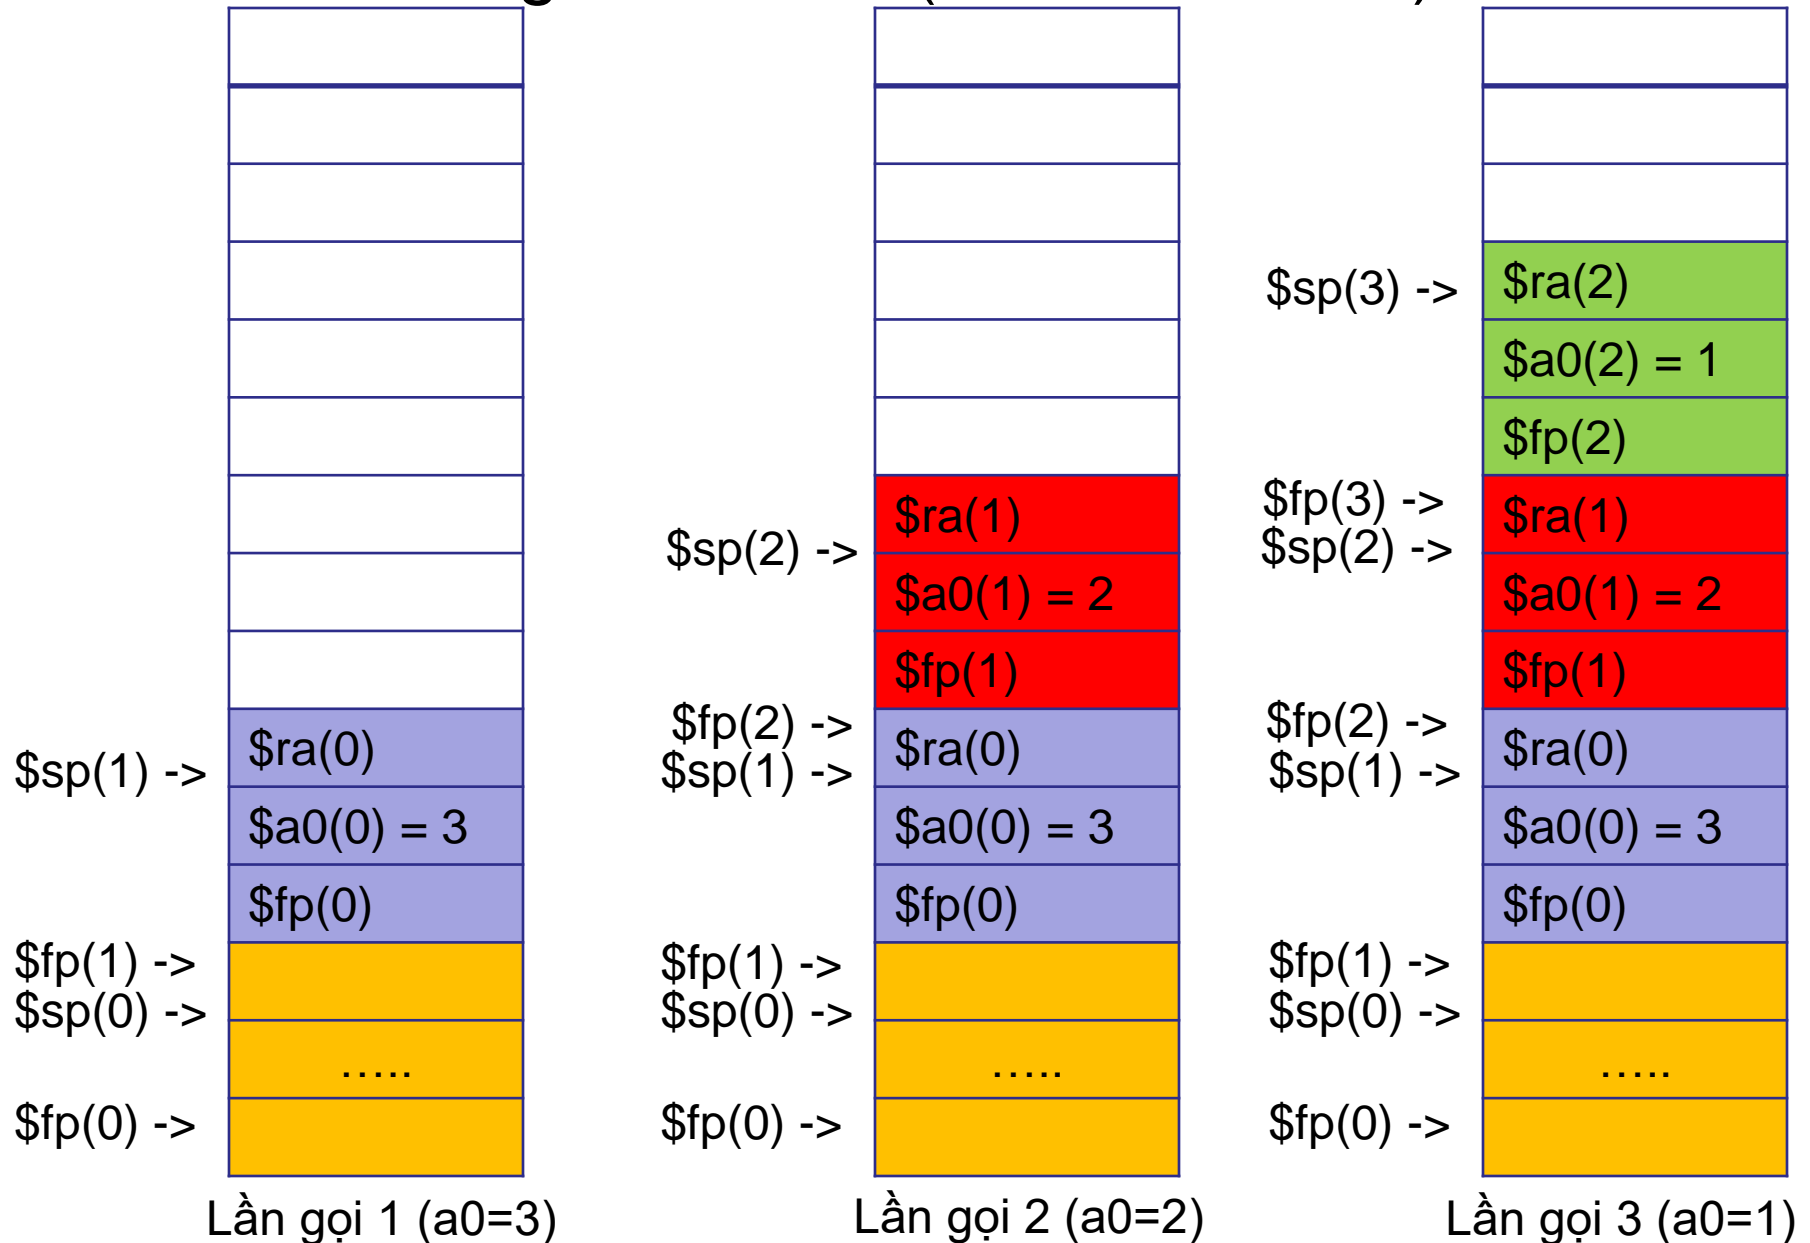 $sp(1) ->
$ra(0)
$a0(0) = 3
$fp(0)
$fp(1) ->
$sp(0) ->
…..
$fp(0) ->
Lần gọi 1 (a0=3)
$sp(2) ->
$ra(1)
$a0(1) = 2
$fp(1)
$fp(2) ->
$sp(1) ->
$ra(0)
$a0(0) = 3
$fp(0)
$fp(1) ->
$sp(0) ->
…..
$fp(0) ->
Lần gọi 2 (a0=2)
$sp(3) ->
$ra(2)
$a0(2) = 1
$fp(2)
$fp(3) ->
$sp(2) ->
$ra(1)
$a0(1) = 2
$fp(1)
$fp(2) ->
$sp(1) ->
$ra(0)
$a0(0) = 3
$fp(0)
$fp(1) ->
$sp(0) ->
…..
$fp(0) ->
Lần gọi 3 (a0=1)